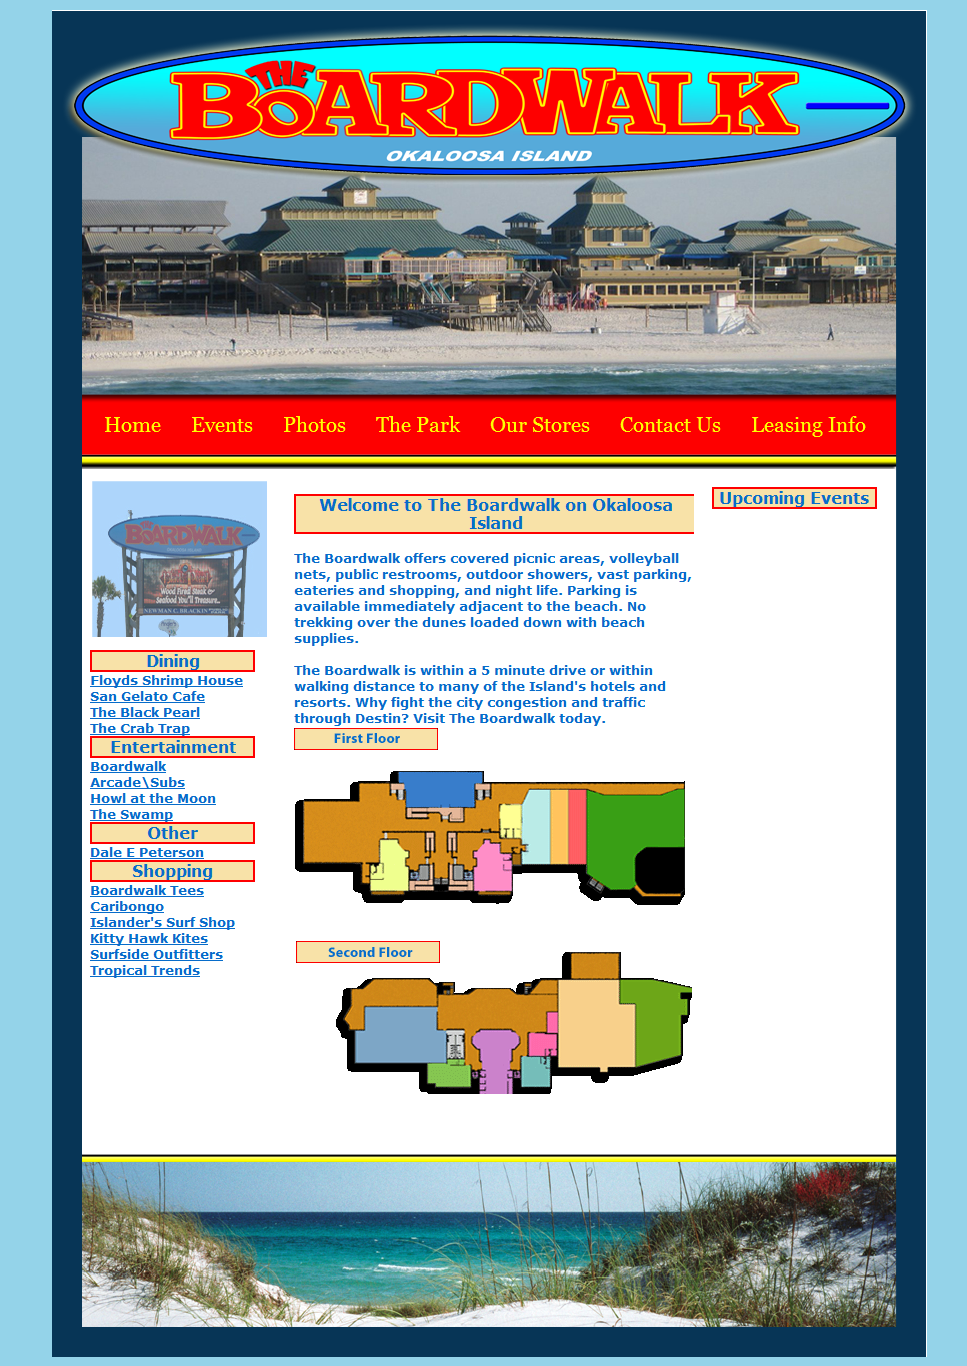 THE BOARDWALK
OKALOOSA ISLAND
Home Events Photos The Park Our Stores Contact Us Leasing Info
THE BOARDWALK
Wood Fired Steak &
Seafood You'll Treasure...
NEWMAN C. BRACKIN
Dining
Floyds Shrimp House
San Gelato Cafe
The Black Pearl
The Crab Trap
Entertainment
Boardwalk
Arcade\Subs
Howl at the Moon
The Swamp
Other
Dale E Peterson
Shopping
Boardwalk Tees
Caribongo
Islander's Surf Shop
Kitty Hawk Kites
Surfside Outfitters
Tropical Trends
Welcome to The Boardwalk on Okaloosa
Island
The Boardwalk offers covered picnic areas, volleyball
nets, public restrooms, outdoor showers, vast parking,
eateries and shopping, and night life. Parking is
available immediately adjacent to the beach. No
trekking over the dunes loaded down with beach
supplies.
The Boardwalk is within a 5 minute drive or within
walking distance to many of the Island's hotels and
resorts. Why fight the city congestion and traffic
through Destin? Visit The Boardwalk today.
First Floor
Second Floor
Upcoming Events